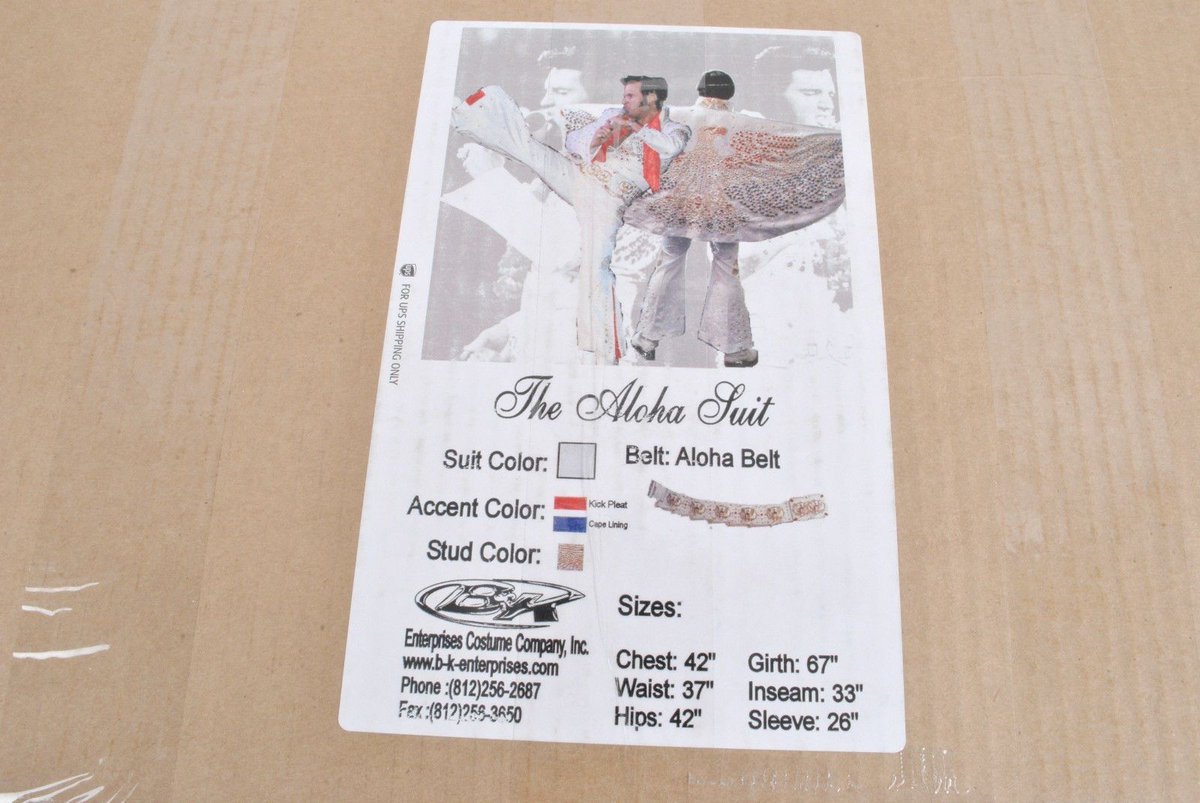 ups
FOR UPS SHIPPING ONLY
The Aloha Suit
Suit Color:
Belt: Aloha Belt
Accent Color:
Kick Pleat
Cape Lining
Stud Color:
B&K
Enterprises Costume Company, Inc.
www.b-k-enterprises.com
Phone :(812)256-2687
Fax :(812)256-3650
Sizes:
Chest: 42"
Waist: 37"
Hips: 42"
Girth: 67"
Inseam: 33"
Sleeve: 26"